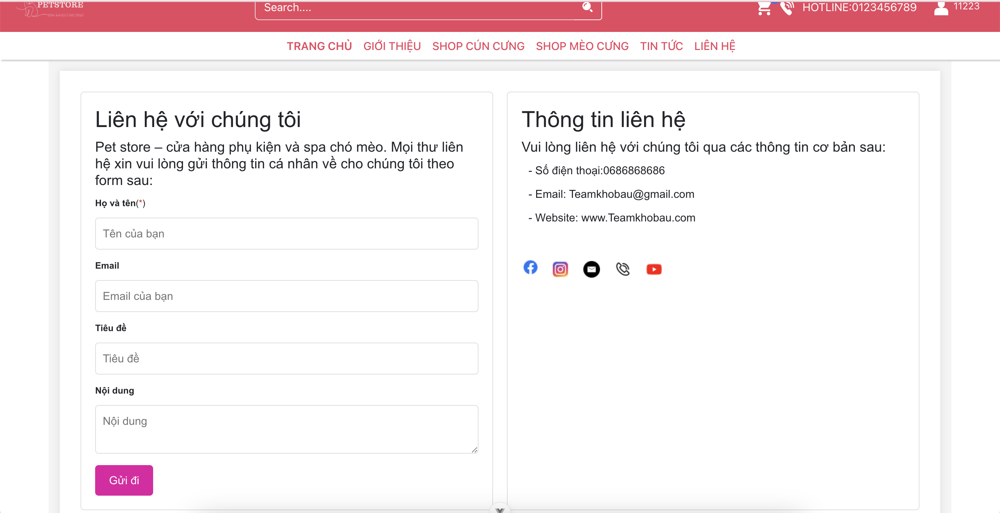 PETSTORE
Search....
HOTLINE:0123456789
11223
TRANG CHỦ GIỚI THIỆU SHOP CÚN CƯNG SHOP MÈO CƯNG TIN TỨC LIÊN HỆ
Liên hệ với chúng tôi
Pet store – cửa hàng phụ kiện và spa chó mèo. Mọi thư liên
hệ xin vui lòng gửi thông tin cá nhân về cho chúng tôi theo
form sau:
Họ và tên(*)
Tên của bạn
Email
Email của bạn
Tiêu đề
Tiêu đề
Nội dung
Nội dung
Gửi đi
Thông tin liên hệ
Vui lòng liên hệ với chúng tôi qua các thông tin cơ bản sau:
- Số điện thoại:0686868686
- Email: Teamkhobau@gmail.com
- Website: www.Teamkhobau.com